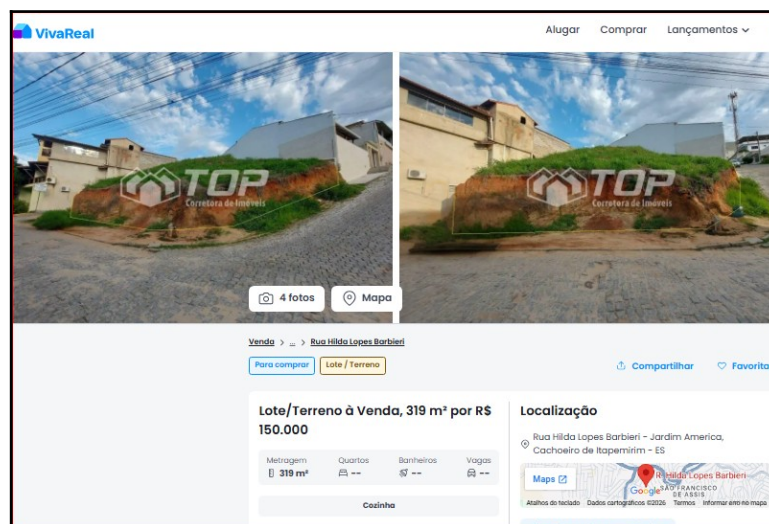 VivaReal
Alugar Comprar Lançamentos
TOP
Corretora de Imóveis
TOP
Corretora de Imóveis
4 fotos
Mapa
Venda > ... > Rua Hilda Lopes Barbieri
Para comprar Lote / Terreno
Compartilhar Favorita
Lote/Terreno à Venda, 319 m² por R$
150.000
Metragem Quartos Banheiros Vagas
319 m² -- -- --
Cozinha
Localização
Rua Hilda Lopes Barbieri - Jardim America,
Cachoeiro de Itapemirim - ES
Maps
R. Hilda Lopes Barbieri
SÃO FRANCISCO
DE ASSIS
Google
Atalhos do teclado Dados cartográficos ©2026 Termos Informar erro no mapa